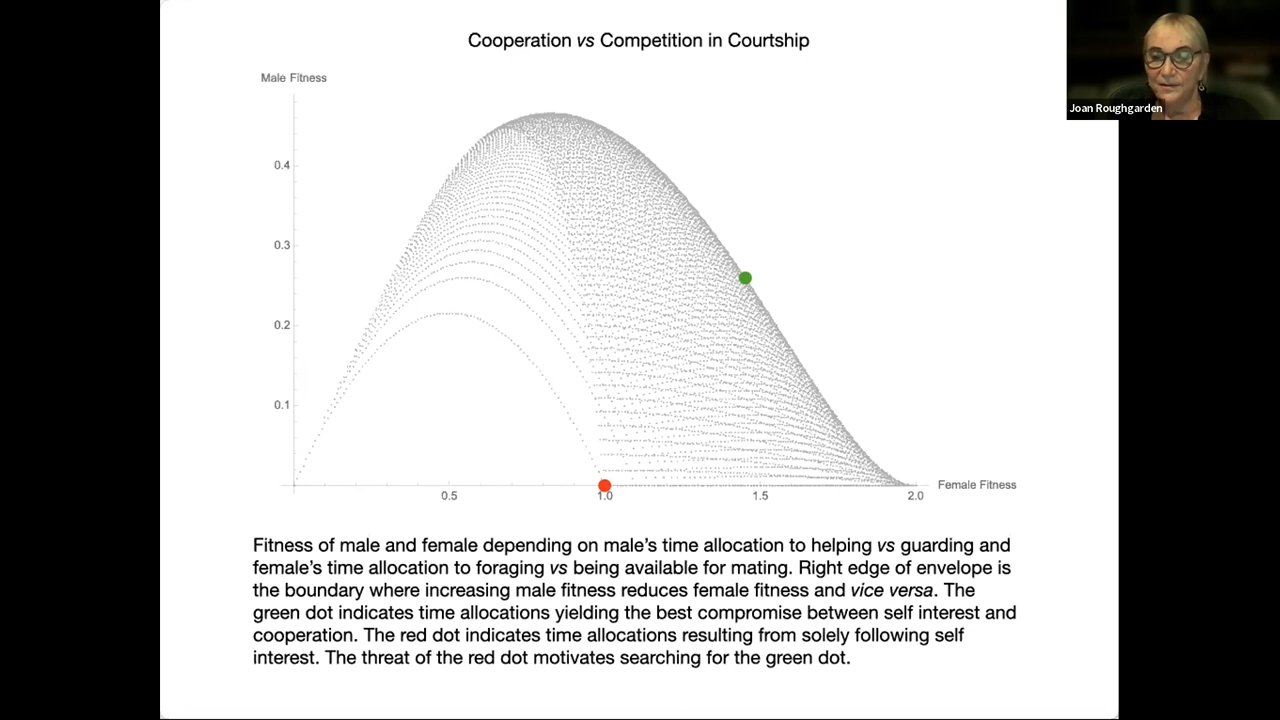 Cooperation vs Competition in Courtship
Joan Roughgarden
Male Fitness
0.4
0.3
0.2
0.1
0.5
1.0
1.5
2.0
Female Fitness
Fitness of male and female depending on male's time allocation to helping vs guarding and
female's time allocation to foraging vs being available for mating. Right edge of envelope is
the boundary where increasing male fitness reduces female fitness and vice versa. The
green dot indicates time allocations yielding the best compromise between self interest and
cooperation. The red dot indicates time allocations resulting from solely following self
interest. The threat of the red dot motivates searching for the green dot.